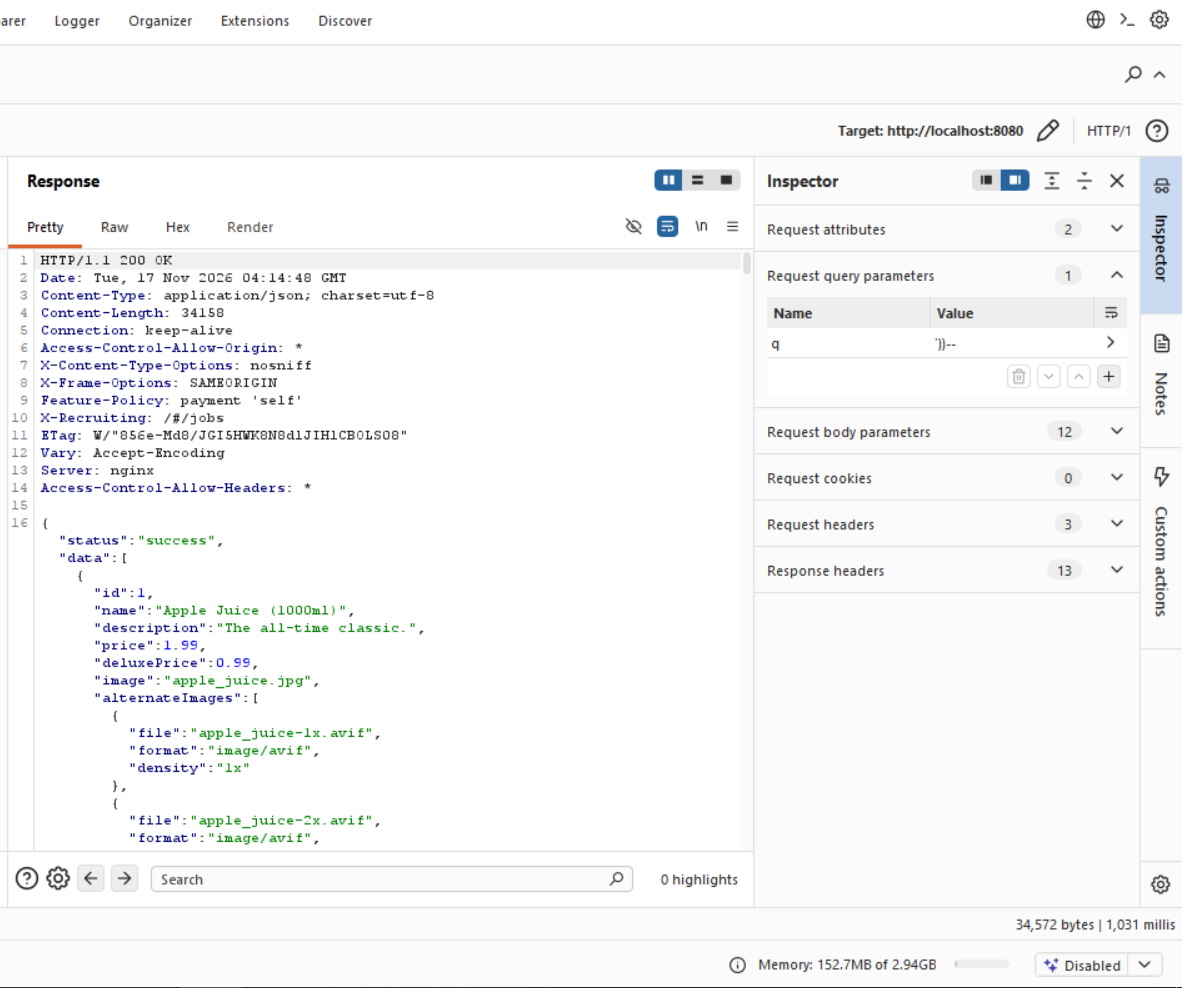 arer Logger Organizer Extensions Discover
Target: http://localhost:8080 HTTP/1
Response
Pretty Raw Hex Render \n
1 HTTP/1.1 200 OK
2 Date: Tue, 17 Nov 2026 04:14:48 GMT
3 Content-Type: application/json; charset=utf-8
4 Content-Length: 34158
5 Connection: keep-alive
6 Access-Control-Allow-Origin: *
7 X-Content-Type-Options: nosniff
8 X-Frame-Options: SAMEORIGIN
9 Feature-Policy: payment 'self'
10 X-Recruiting: /#/jobs
11 ETag: W/"856e-Md8/JGI5HWK8N8dlJIHlCBOLSO8"
12 Vary: Accept-Encoding
13 Server: nginx
14 Access-Control-Allow-Headers: *
15
16 {
"status":"success",
"data":[
{
"id":1,
"name":"Apple Juice (1000ml)",
"description":"The all-time classic.",
"price":1.99,
"deluxePrice":0.99,
"image":"apple_juice.jpg",
"alternateImages":[
{
"file":"apple_juice-1x.avif",
"format":"image/avif",
"density":"1x"
},
{
"file":"apple_juice-2x.avif",
"format":"image/avif",
Search
0 highlights
Inspector
Request attributes 2
Request query parameters 1
Name Value
q '))--
Request body parameters 12
Request cookies 0
Request headers 3
Response headers 13
Inspector
Notes
Custom actions
34,572 bytes | 1,031 millis
Memory: 152.7MB of 2.94GB
Disabled